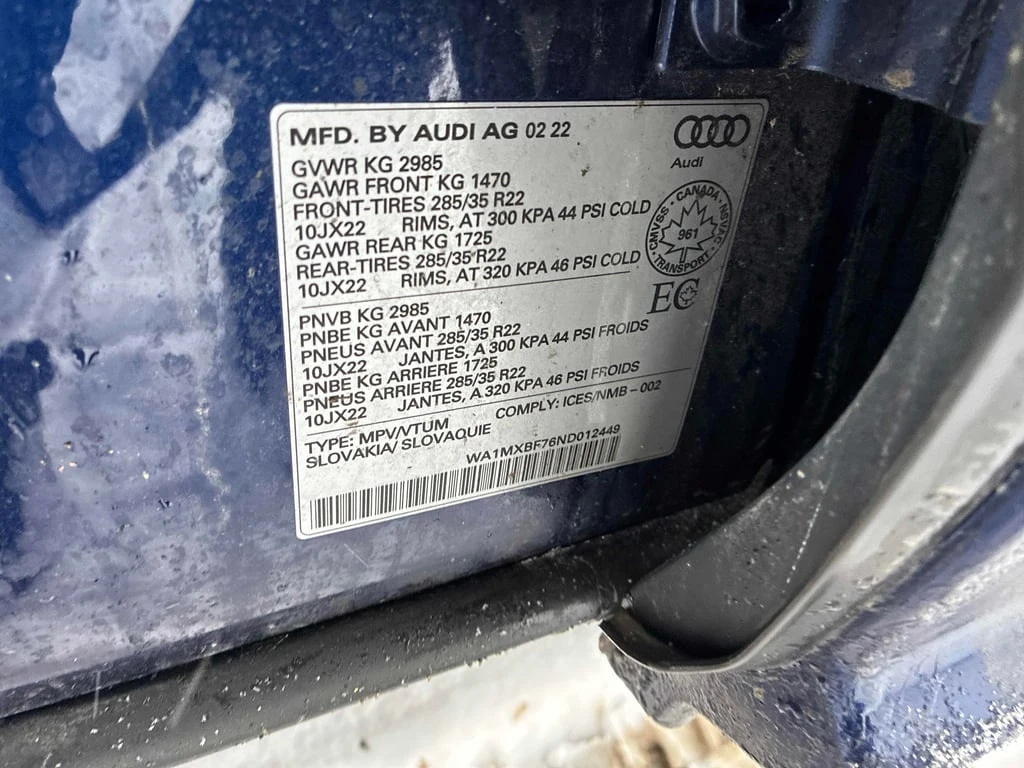 MFD. BY AUDI AG 02 22
Audi
GVWR KG 2985
GAWR FRONT KG 1470
FRONT-TIRES 285/35 R22
10JX22 RIMS, AT 300 KPA 44 PSI COLD
GAWR REAR KG 1725
REAR-TIRES 285/35 R22
10JX22 RIMS, AT 320 KPA 46 PSI COLD
CMVSS · CANADA · NSVAC · TRANSPORT ·
961
EC
PNVB KG 2985
PNBE KG AVANT 1470
PNEUS AVANT 285/35 R22
10JX22 JANTES, A 300 KPA 44 PSI FROIDS
PNBE KG ARRIERE 1725
PNEUS ARRIERE 285/35 R22
10JX22 JANTES, A 320 KPA 46 PSI FROIDS
TYPE: MPV/VTUM COMPLY: ICES/NMB-002
SLOVAKIA/ SLOVAQUIE
WA1MXBF76ND012449